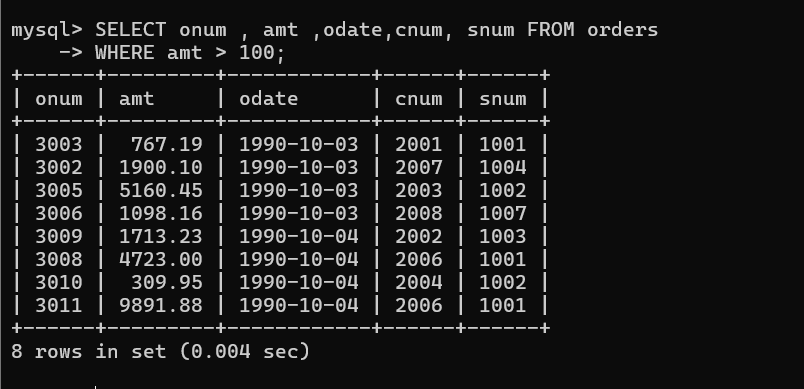 mysql> SELECT onum , amt ,odate,cnum, snum FROM orders
    -> WHERE amt > 100;
+------+---------+------------+------+------+
| onum | amt     | odate      | cnum | snum |
+------+---------+------------+------+------+
| 3003 |  767.19 | 1990-10-03 | 2001 | 1001 |
| 3002 | 1900.10 | 1990-10-03 | 2007 | 1004 |
| 3005 | 5160.45 | 1990-10-03 | 2003 | 1002 |
| 3006 | 1098.16 | 1990-10-03 | 2008 | 1007 |
| 3009 | 1713.23 | 1990-10-04 | 2002 | 1003 |
| 3008 | 4723.00 | 1990-10-04 | 2006 | 1001 |
| 3010 |  309.95 | 1990-10-04 | 2004 | 1002 |
| 3011 | 9891.88 | 1990-10-04 | 2006 | 1001 |
+------+---------+------------+------+------+
8 rows in set (0.004 sec)